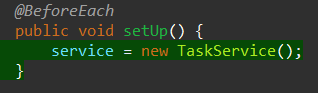 @BeforeEach
public void setUp() {
service = new TaskService();
}